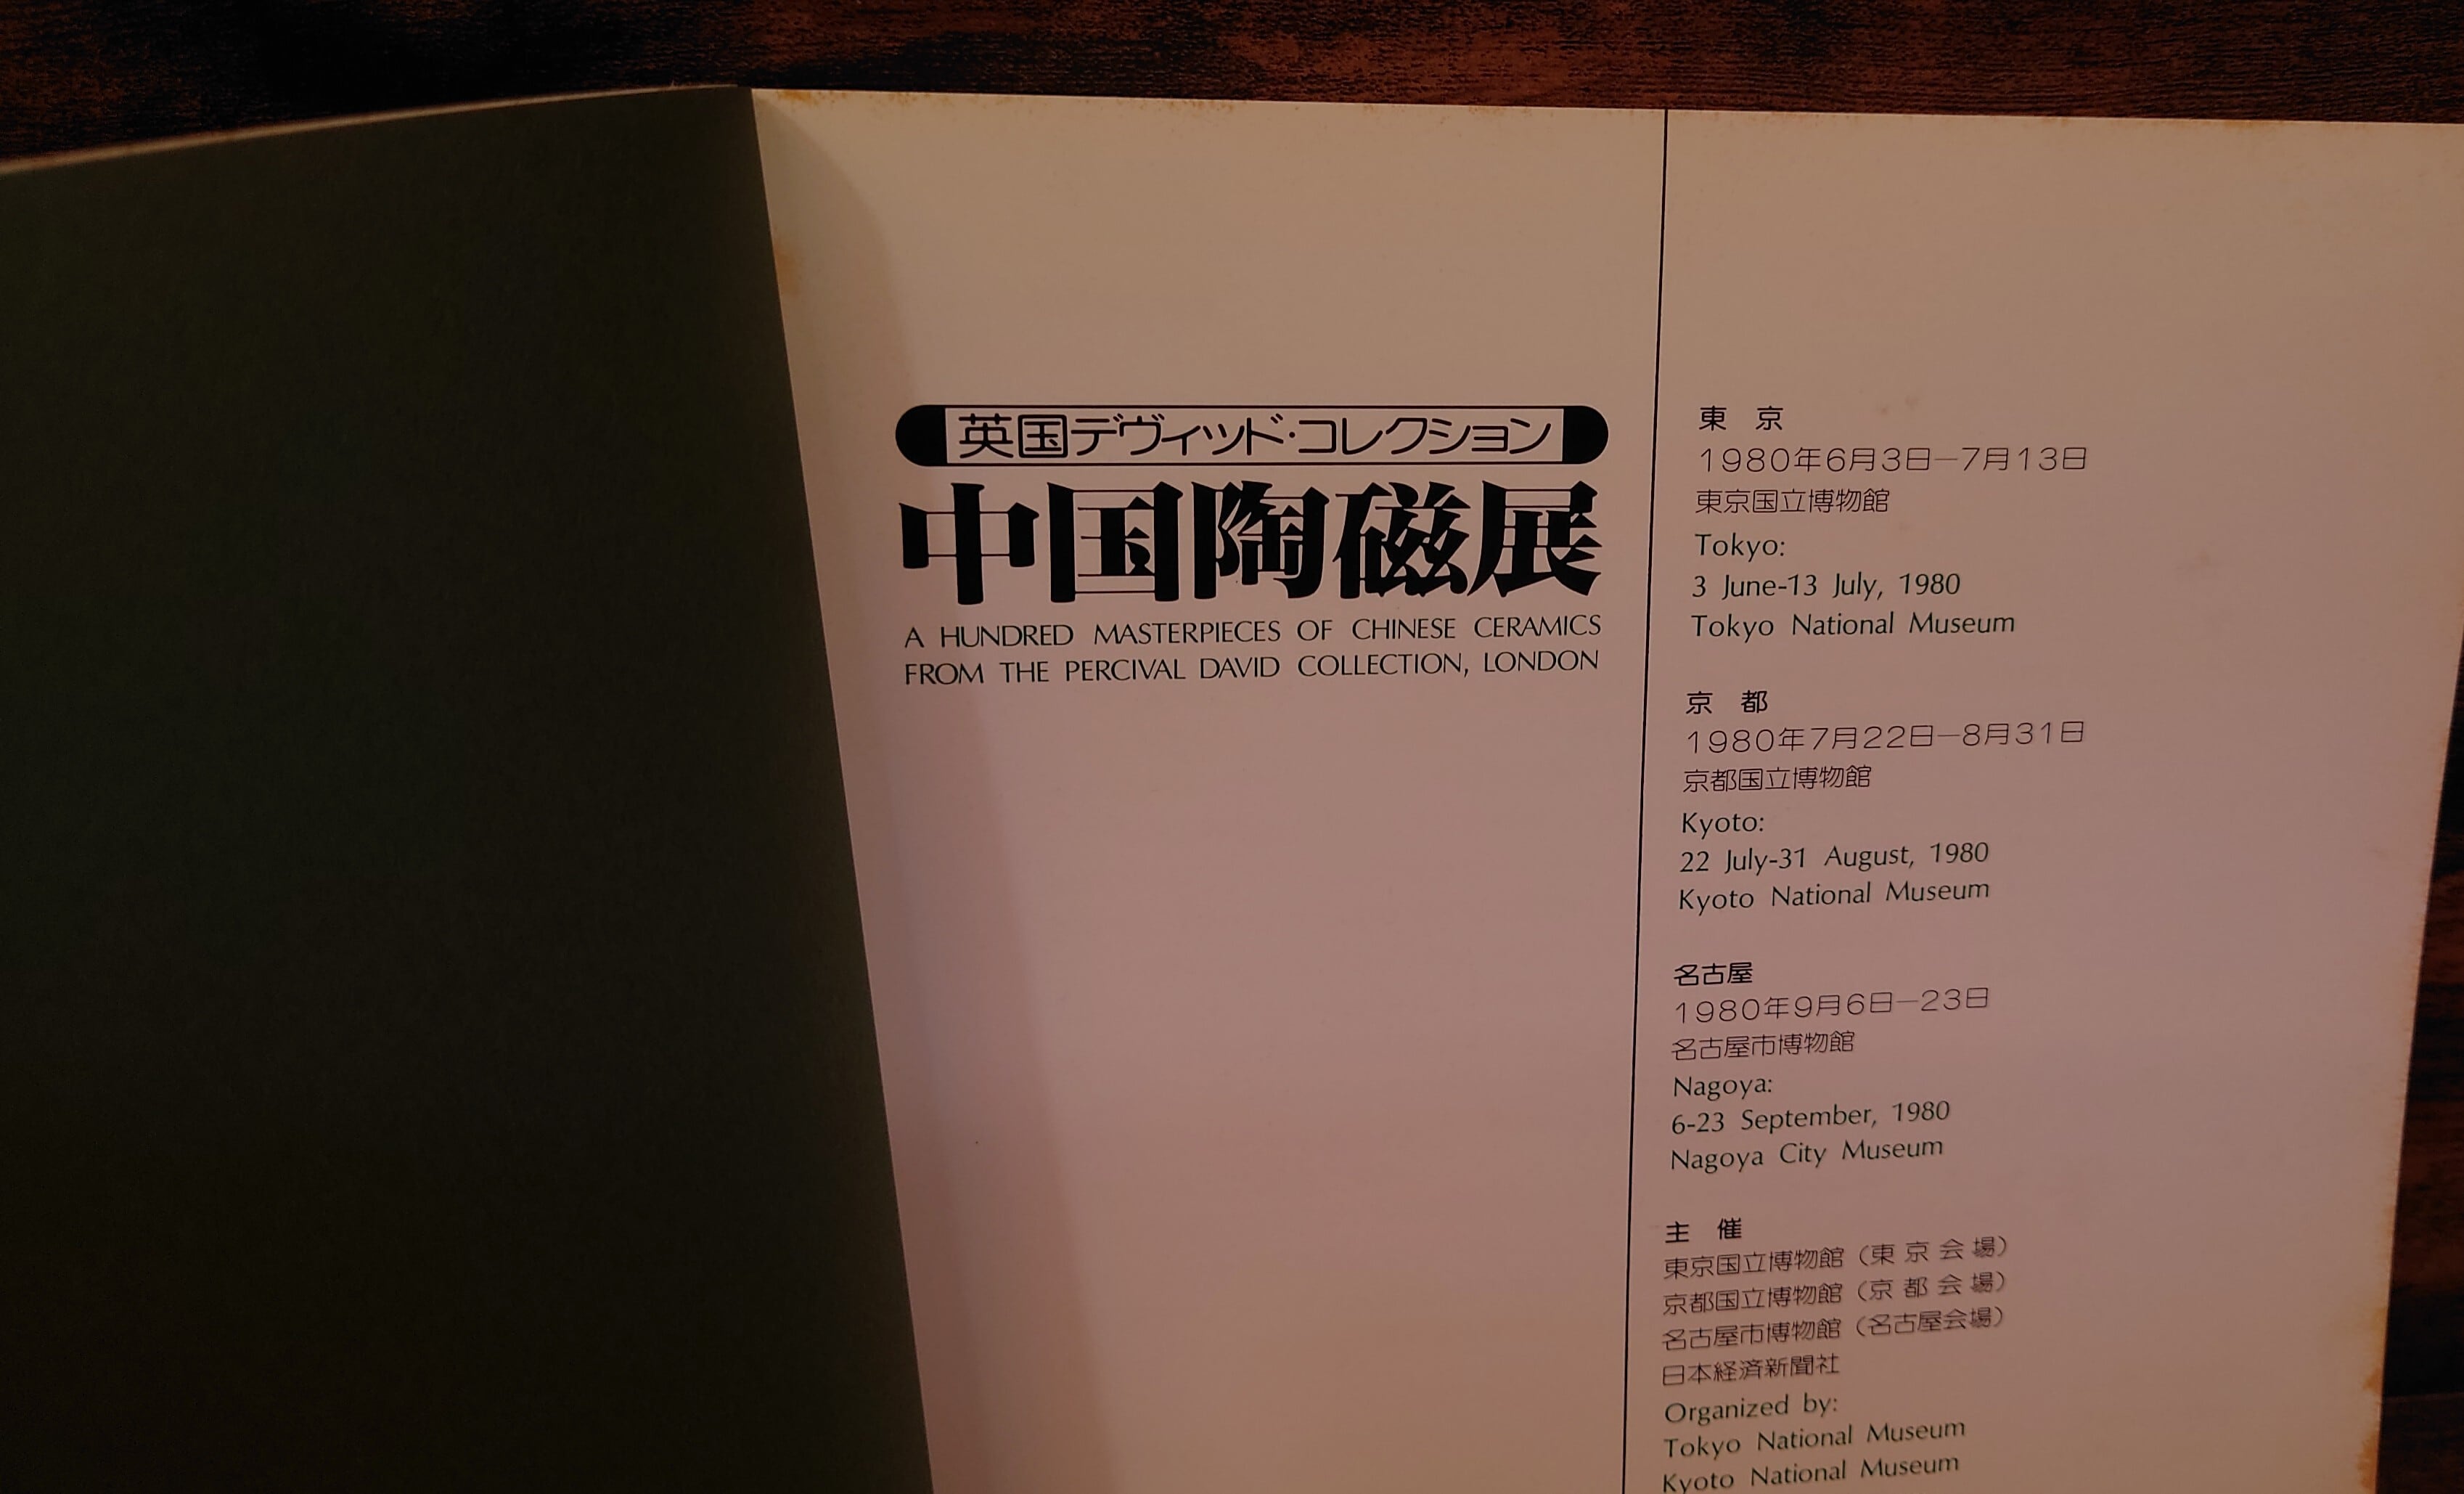 英国デヴィッド・コレクション
中国陶磁展
A HUNDRED MASTERPIECES OF CHINESE CERAMICS
FROM THE PERCIVAL DAVID COLLECTION, LONDON
東 京
1980年6月3日—7月13日
東京国立博物館
Tokyo:
3 June-13 July, 1980
Tokyo National Museum
京 都
1980年7月22日—8月31日
京都国立博物館
Kyoto:
22 July-31 August, 1980
Kyoto National Museum
名古屋
1980年9月6日—23日
名古屋市博物館
Nagoya:
6-23 September, 1980
Nagoya City Museum
主 催
東京国立博物館（東 京 会 場）
京都国立博物館（京 都 会 場）
名古屋市博物館（名古屋会場）
日本経済新聞社
Organized by:
Tokyo National Museum
Kyoto National Museum